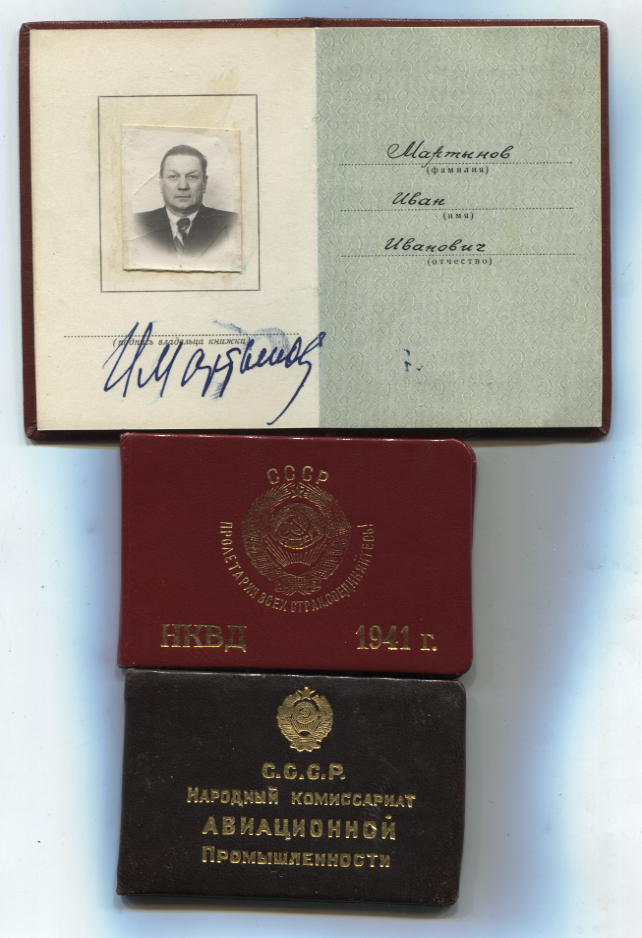 Мартынов
(фамилия)
Иван
(имя)
Иванович
(отчество)
(подпись владельца книжки)
ИМартынов
СССР
ПРОЛЕТАРИИ ВСЕХ СТРАН, СОЕДИНЯЙТЕСЬ!
НКВД 1941 г.
С.С.С.Р.
НАРОДНЫЙ КОМИССАРИАТ
АВИАЦИОННОЙ
ПРОМЫШЛЕННОСТИ